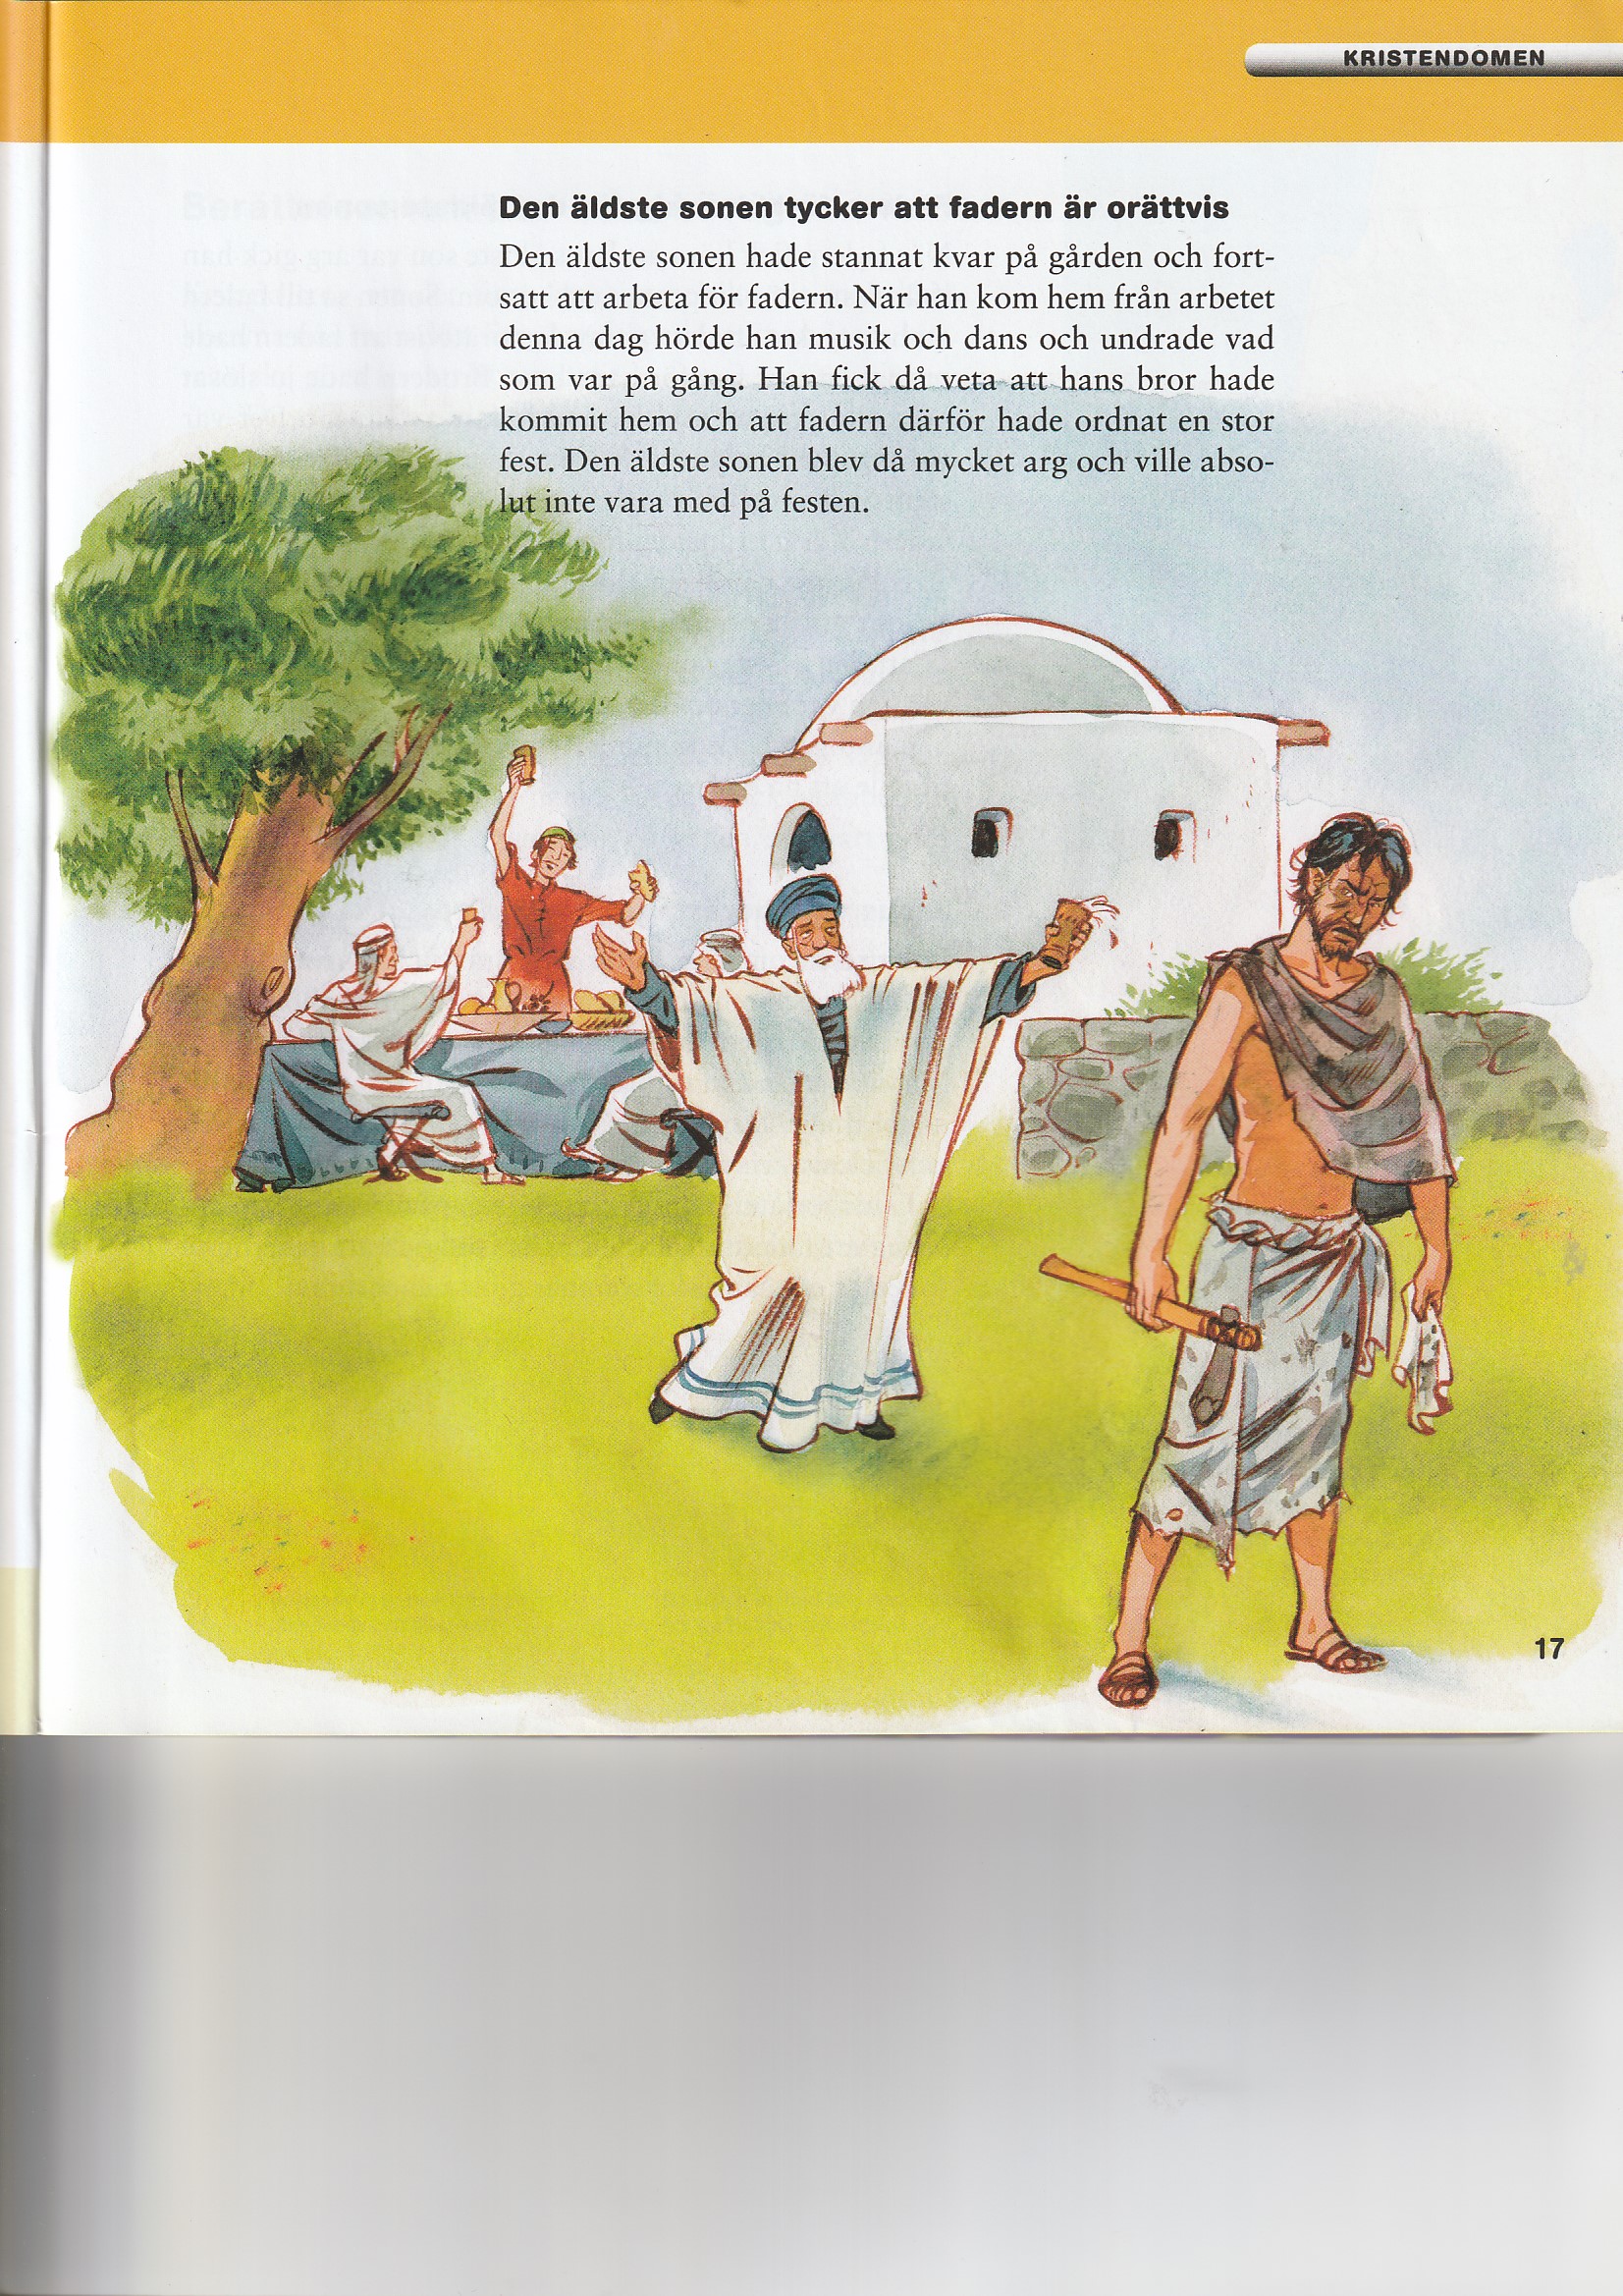 KRISTENDOMEN
Den äldste sonen tycker att fadern är orättvis
Den äldste sonen hade stannat kvar på gården och fort-
satt att arbeta för fadern. När han kom hem från arbetet
denna dag hörde han musik och dans och undrade vad
som var på gång. Han fick då veta att hans bror hade
kommit hem och att fadern därför hade ordnat en stor
fest. Den äldste sonen blev då mycket arg och ville abso-
lut inte vara med på festen.
17